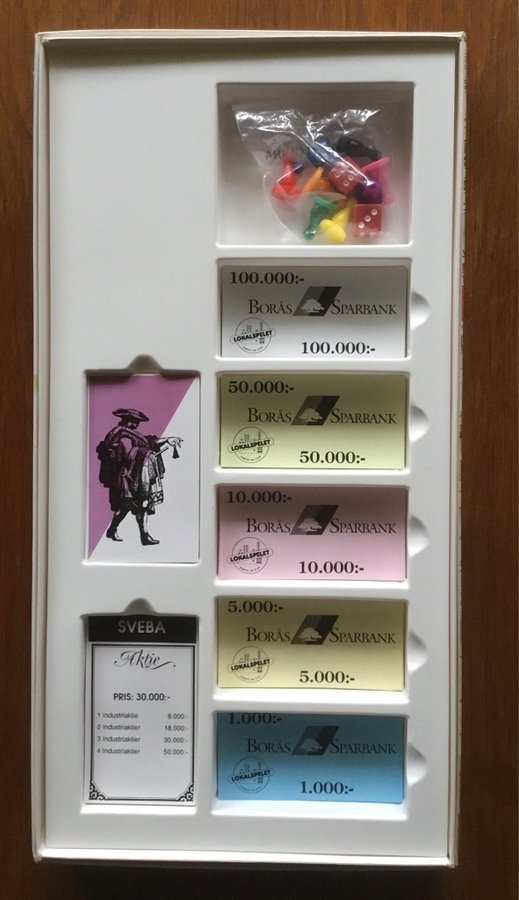 CHINA
100.000:-
BORÅS SPARBANK
LOKALSPELET
100.000:-
50.000:-
BORÅS SPARBANK
LOKALSPELET
50.000:-
10.000:-
BORÅS SPARBANK
LOKALSPELET
10.000:-
5.000:-
BORÅS SPARBANK
LOKALSPELET
5.000:-
1.000:-
BORÅS SPARBANK
LOKALSPELET
1.000:-
SVEBA
Aktie
PRIS: 30.000:-
1 Industriaktie 8.000:-
2 Industriaktier 18.000:-
3 Industriaktier 30.000:-
4 Industriaktier 50.000:-